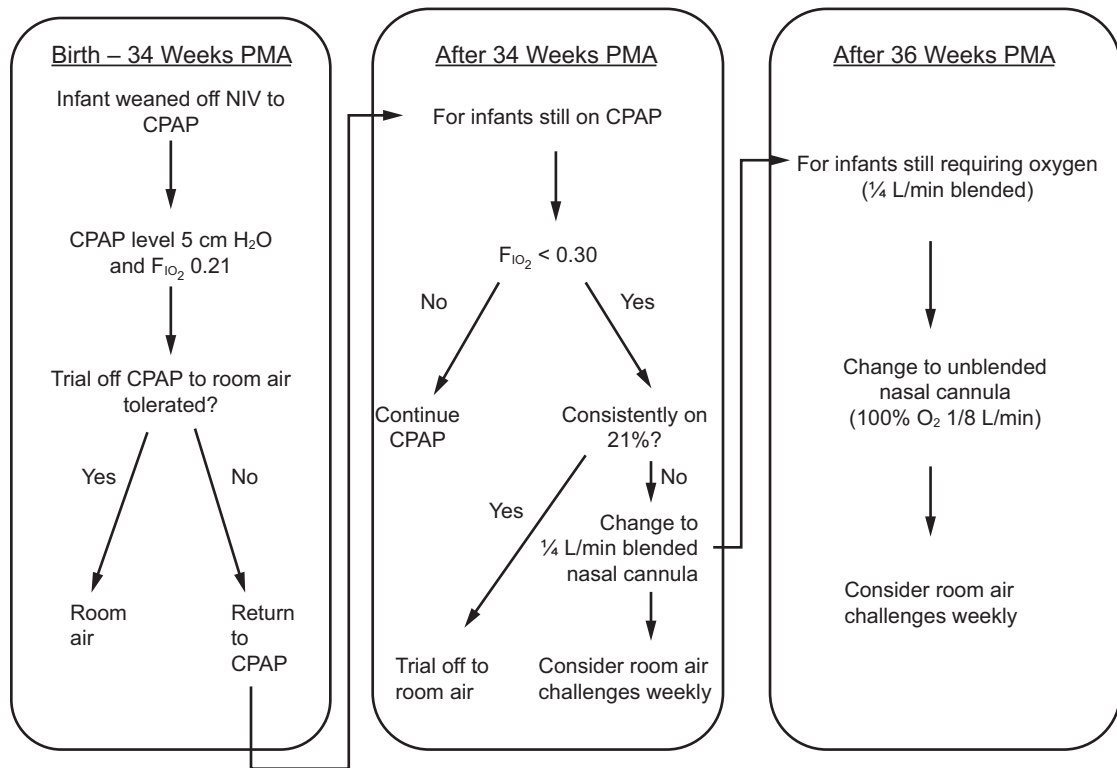 Birth – 34 Weeks PMA
Infant weaned off NIV to
CPAP
CPAP level 5 cm H₂O
and FIO₂ 0.21
Trial off CPAP to room air
tolerated?
Yes
No
Room
air
Return
to
CPAP
After 34 Weeks PMA
For infants still on CPAP
FIO₂ < 0.30
No
Yes
Continue
CPAP
Consistently on
21%?
Yes
No
Change to
¼ L/min blended
nasal cannula
Trial off to
room air
Consider room air
challenges weekly
After 36 Weeks PMA
For infants still requiring oxygen
(¼ L/min blended)
Change to unblended
nasal cannula
(100% O₂ 1/8 L/min)
Consider room air
challenges weekly